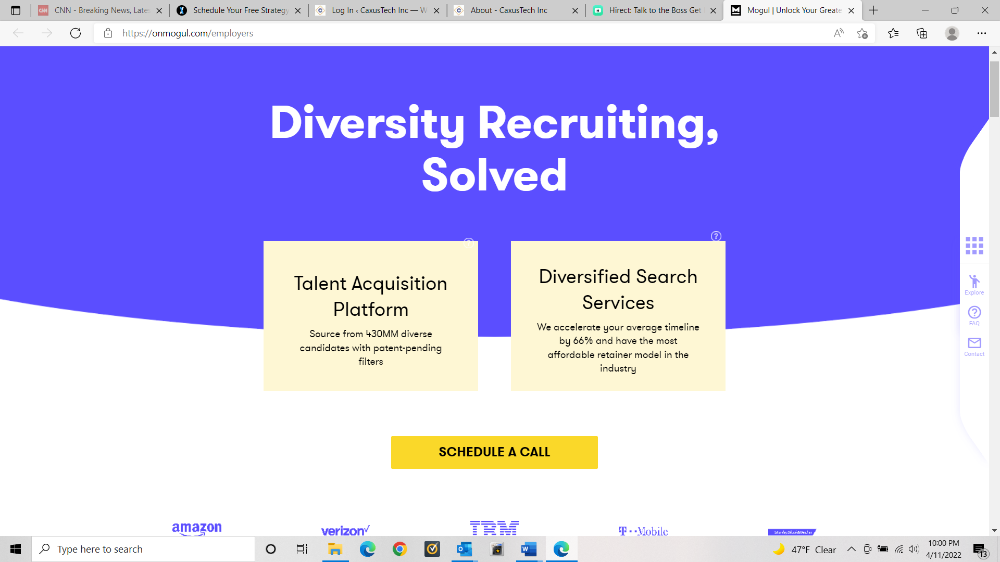 CNN - Breaking News, Lates
Schedule Your Free Strategy
Log In ‹ CaxusTech Inc — W
About - CaxusTech Inc
Hirect: Talk to the Boss Get
Mogul | Unlock Your Greate
https://onmogul.com/employers
Diversity Recruiting,
Solved
Talent Acquisition
Platform
Source from 430MM diverse
candidates with patent-pending
filters
Diversified Search
Services
We accelerate your average timeline
by 66% and have the most
affordable retainer model in the
industry
Explore
FAQ
Contact
SCHEDULE A CALL
amazon
verizon✓
T··Mobile
Type here to search
47°F Clear
10:00 PM
4/11/2022
13